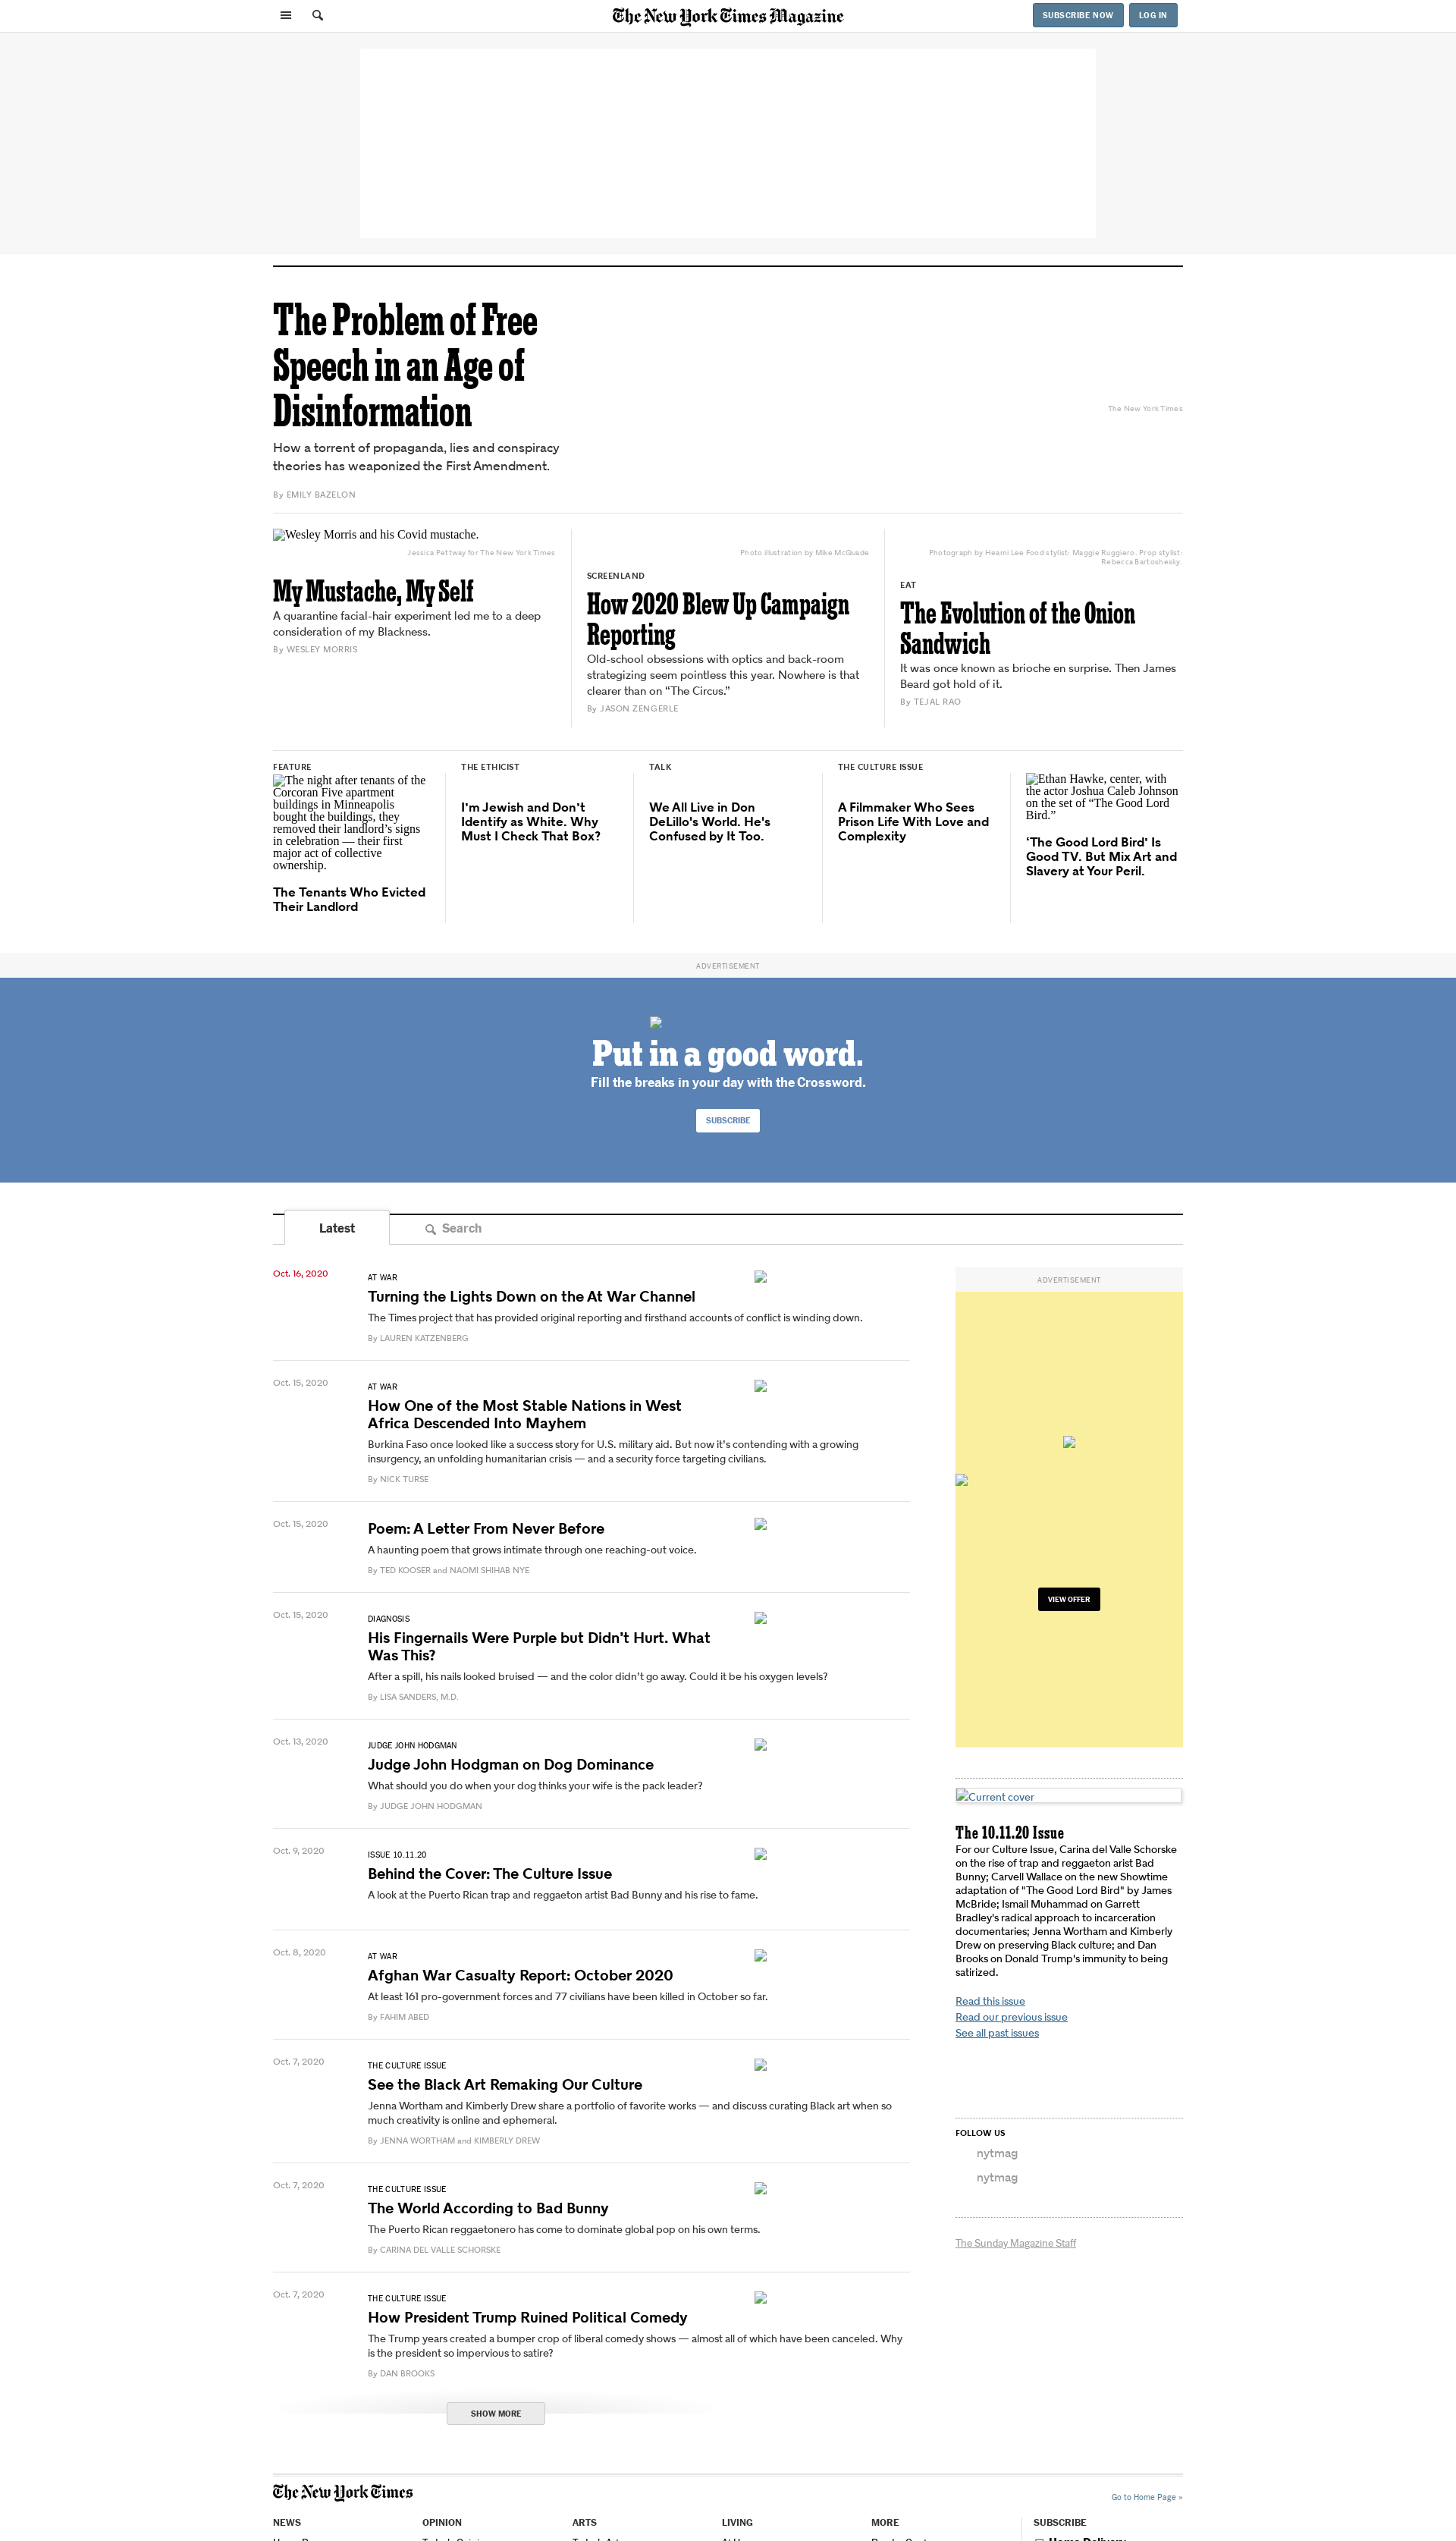 The New York Times Magazine
SUBSCRIBE NOW
LOG IN
The Problem of Free
Speech in an Age of
Disinformation
How a torrent of propaganda, lies and conspiracy
theories has weaponized the First Amendment.
By EMILY BAZELON
The New York Times
Wesley Morris and his Covid mustache.
Jessica Pettway for The New York Times
My Mustache, My Self
A quarantine facial-hair experiment led me to a deep
consideration of my Blackness.
By WESLEY MORRIS
Photo illustration by Mike McQuade
SCREENLAND
How 2020 Blew Up Campaign
Reporting
Old-school obsessions with optics and back-room
strategizing seem pointless this year. Nowhere is that
clearer than on “The Circus.”
By JASON ZENGERLE
Photograph by Heami Lee Food stylist: Maggie Ruggiero. Prop stylist:
Rebecca Bartoshesky.
EAT
The Evolution of the Onion
Sandwich
It was once known as brioche en surprise. Then James
Beard got hold of it.
By TEJAL RAO
FEATURE
The night after tenants of the
Corcoran Five apartment
buildings in Minneapolis
bought the buildings, they
removed their landlord’s signs
in celebration — their first
major act of collective
ownership.
The Tenants Who Evicted
Their Landlord
THE ETHICIST
I’m Jewish and Don’t
Identify as White. Why
Must I Check That Box?
TALK
We All Live in Don
DeLillo's World. He's
Confused by It Too.
THE CULTURE ISSUE
A Filmmaker Who Sees
Prison Life With Love and
Complexity
Ethan Hawke, center, with
the actor Joshua Caleb Johnson
on the set of “The Good Lord
Bird.”
‘The Good Lord Bird’ Is
Good TV. But Mix Art and
Slavery at Your Peril.
ADVERTISEMENT
Put in a good word.
Fill the breaks in your day with the Crossword.
SUBSCRIBE
Latest
Search
Oct. 16, 2020
AT WAR
Turning the Lights Down on the At War Channel
The Times project that has provided original reporting and firsthand accounts of conflict is winding down.
By LAUREN KATZENBERG
Oct. 15, 2020
AT WAR
How One of the Most Stable Nations in West
Africa Descended Into Mayhem
Burkina Faso once looked like a success story for U.S. military aid. But now it’s contending with a growing
insurgency, an unfolding humanitarian crisis — and a security force targeting civilians.
By NICK TURSE
Oct. 15, 2020
Poem: A Letter From Never Before
A haunting poem that grows intimate through one reaching-out voice.
By TED KOOSER and NAOMI SHIHAB NYE
Oct. 15, 2020
DIAGNOSIS
His Fingernails Were Purple but Didn’t Hurt. What
Was This?
After a spill, his nails looked bruised — and the color didn’t go away. Could it be his oxygen levels?
By LISA SANDERS, M.D.
Oct. 13, 2020
JUDGE JOHN HODGMAN
Judge John Hodgman on Dog Dominance
What should you do when your dog thinks your wife is the pack leader?
By JUDGE JOHN HODGMAN
Oct. 9, 2020
ISSUE 10.11.20
Behind the Cover: The Culture Issue
A look at the Puerto Rican trap and reggaeton artist Bad Bunny and his rise to fame.
Oct. 8, 2020
AT WAR
Afghan War Casualty Report: October 2020
At least 161 pro-government forces and 77 civilians have been killed in October so far.
By FAHIM ABED
Oct. 7, 2020
THE CULTURE ISSUE
See the Black Art Remaking Our Culture
Jenna Wortham and Kimberly Drew share a portfolio of favorite works — and discuss curating Black art when so
much creativity is online and ephemeral.
By JENNA WORTHAM and KIMBERLY DREW
Oct. 7, 2020
THE CULTURE ISSUE
The World According to Bad Bunny
The Puerto Rican reggaetonero has come to dominate global pop on his own terms.
By CARINA DEL VALLE SCHORSKE
Oct. 7, 2020
THE CULTURE ISSUE
How President Trump Ruined Political Comedy
The Trump years created a bumper crop of liberal comedy shows — almost all of which have been canceled. Why
is the president so impervious to satire?
By DAN BROOKS
SHOW MORE
ADVERTISEMENT
VIEW OFFER
Current cover
The 10.11.20 Issue
For our Culture Issue, Carina del Valle Schorske
on the rise of trap and reggaeton arist Bad
Bunny; Carvell Wallace on the new Showtime
adaptation of "The Good Lord Bird" by James
McBride; Ismail Muhammad on Garrett
Bradley's radical approach to incarceration
documentaries; Jenna Wortham and Kimberly
Drew on preserving Black culture; and Dan
Brooks on Donald Trump's immunity to being
satirized.
Read this issue
Read our previous issue
See all past issues
FOLLOW US
nytmag
nytmag
The Sunday Magazine Staff
The New York Times
Go to Home Page »
NEWS
OPINION
ARTS
LIVING
MORE
SUBSCRIBE